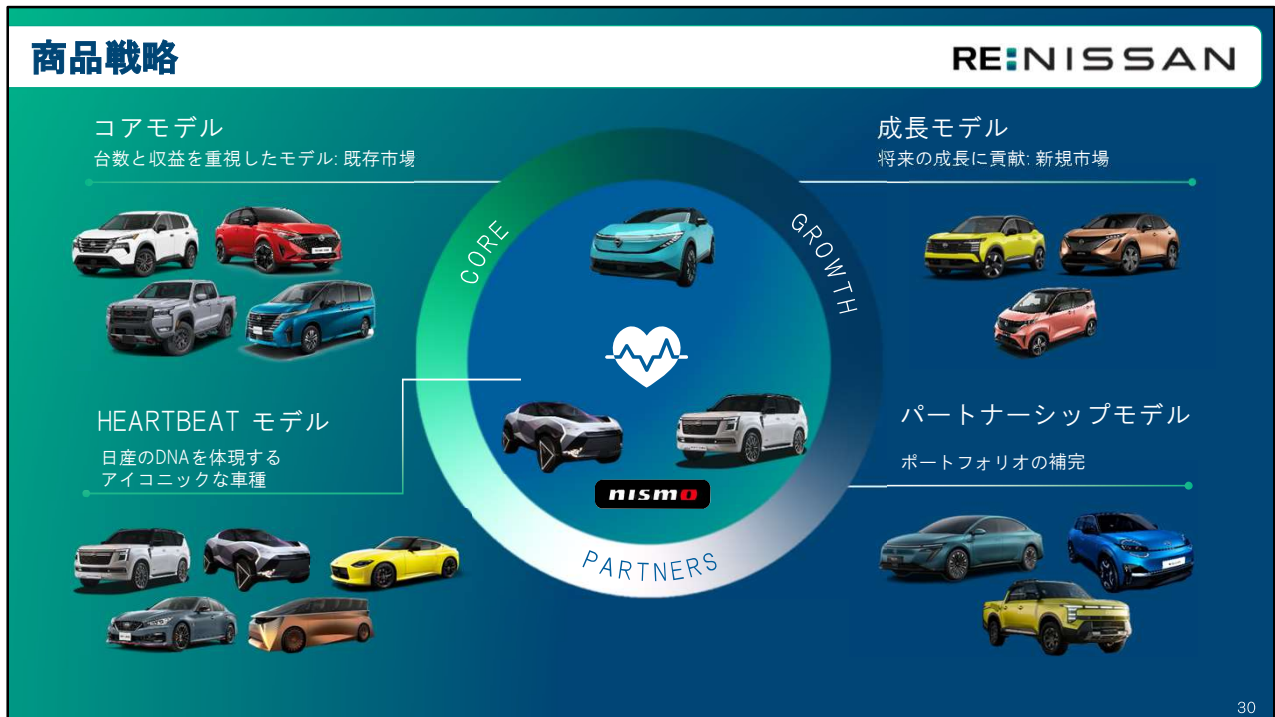 商品戦略
RE:NISSAN
コアモデル
台数と収益を重視したモデル: 既存市場
成長モデル
将来の成長に貢献: 新規市場
CORE
GROWTH
HEARTBEAT モデル
日産のDNAを体現する
アイコニックな車種
パートナーシップモデル
ポートフォリオの補完
nismo
PARTNERS
30